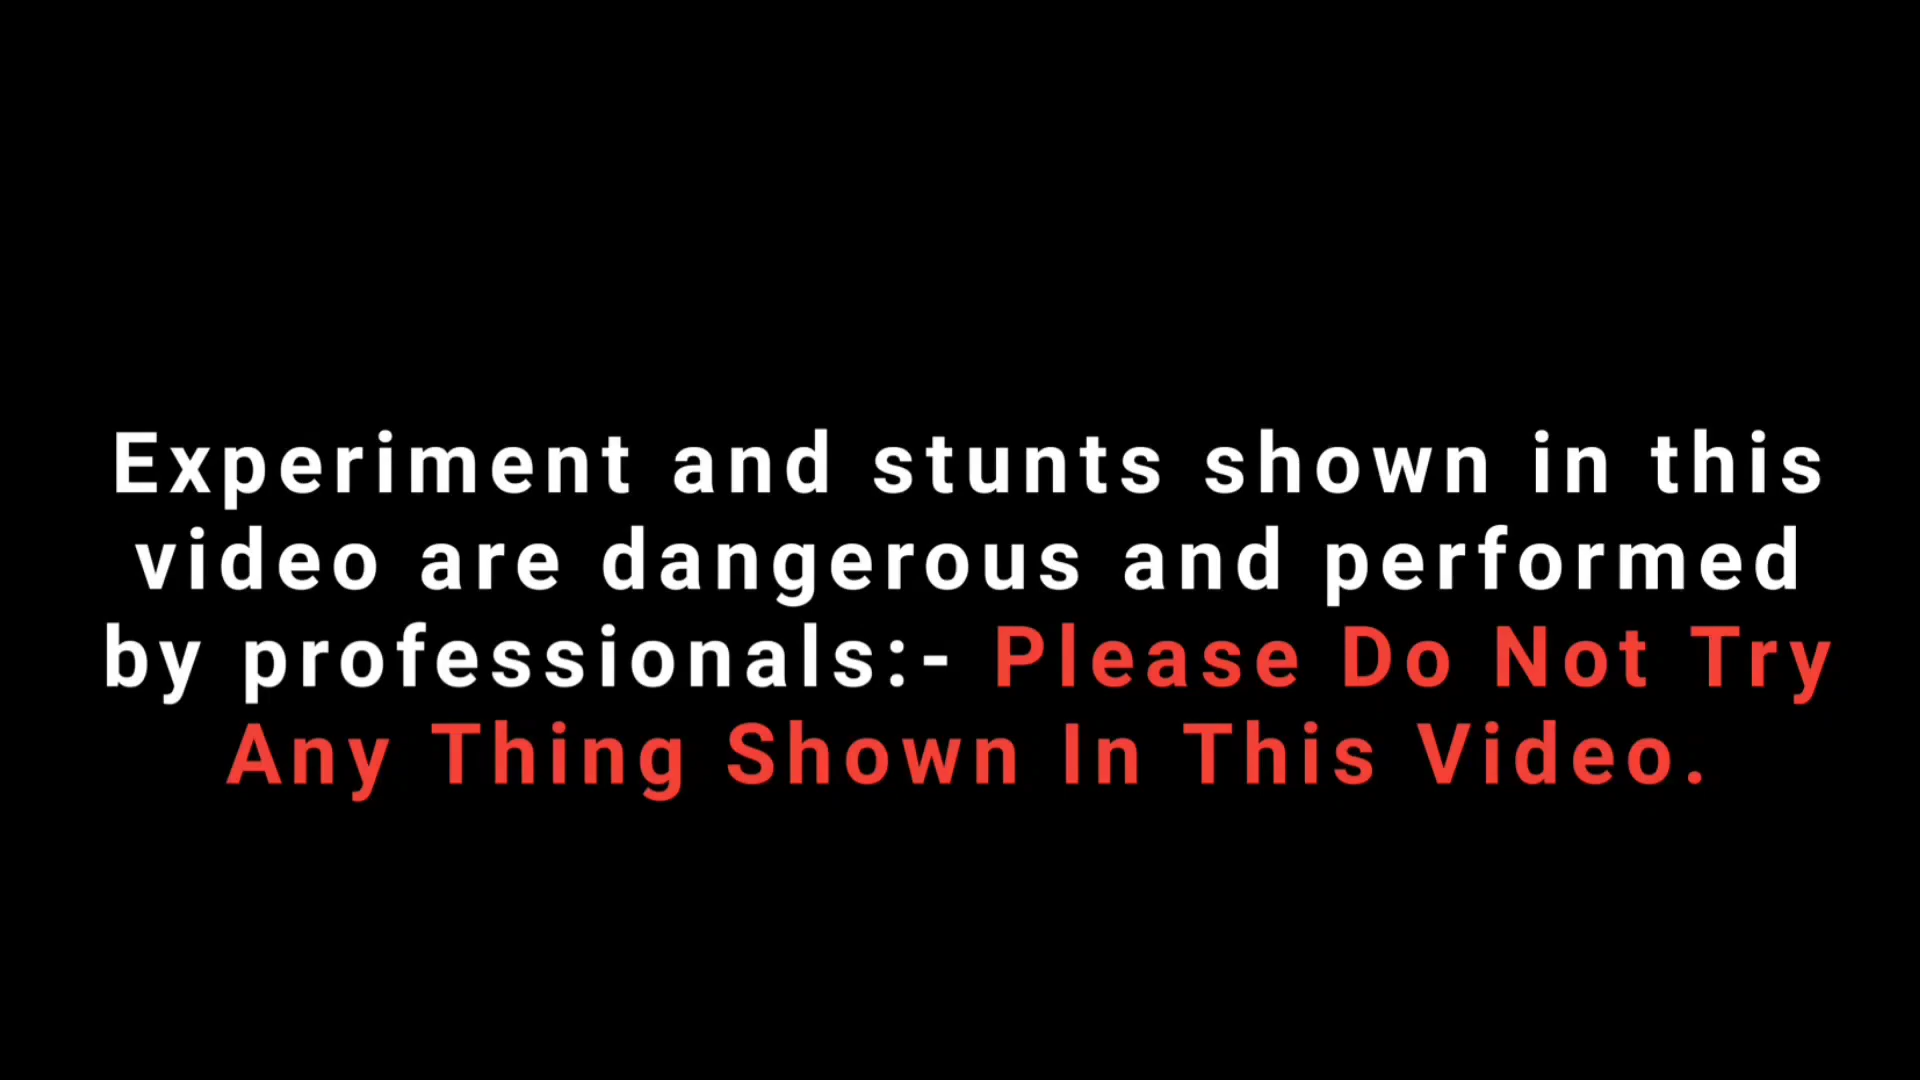 Experiment and stunts shown in this
video are dangerous and performed
by professionals:- Please Do Not Try
Any Thing Shown In This Video.